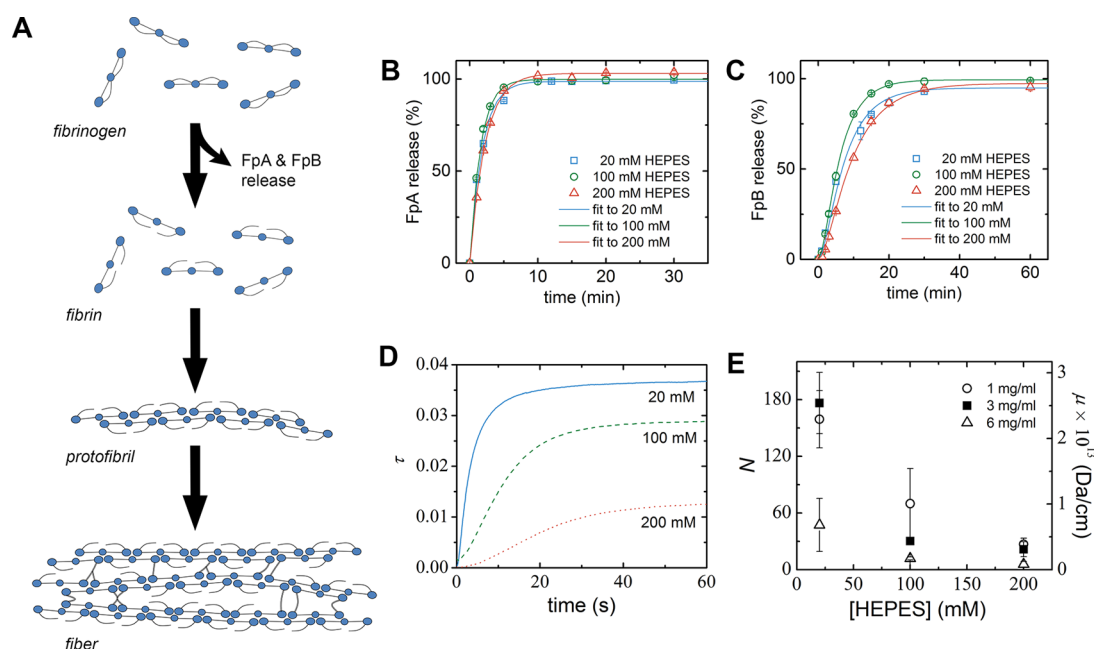 A
fibrinogen
FpA & FpB
release
fibrin
protofibril
fiber
B
FpA release (%)
100
50
0
20 mM HEPES
100 mM HEPES
200 mM HEPES
fit to 20 mM
fit to 100 mM
fit to 200 mM
0 10 20 30
time (min)
C
FpB release (%)
100
50
0
20 mM HEPES
100 mM HEPES
200 mM HEPES
fit to 20 mM
fit to 100 mM
fit to 200 mM
0 20 40 60
time (min)
D
τ
0.04
0.03
0.02
0.01
0.00
20 mM
100 mM
200 mM
0 20 40 60
time (s)
E
N
180
120
60
0
1 mg/ml
3 mg/ml
6 mg/ml
3
2
1
0
μ × 10¹⁵ (Da/cm)
0 50 100 150 200
[HEPES] (mM)